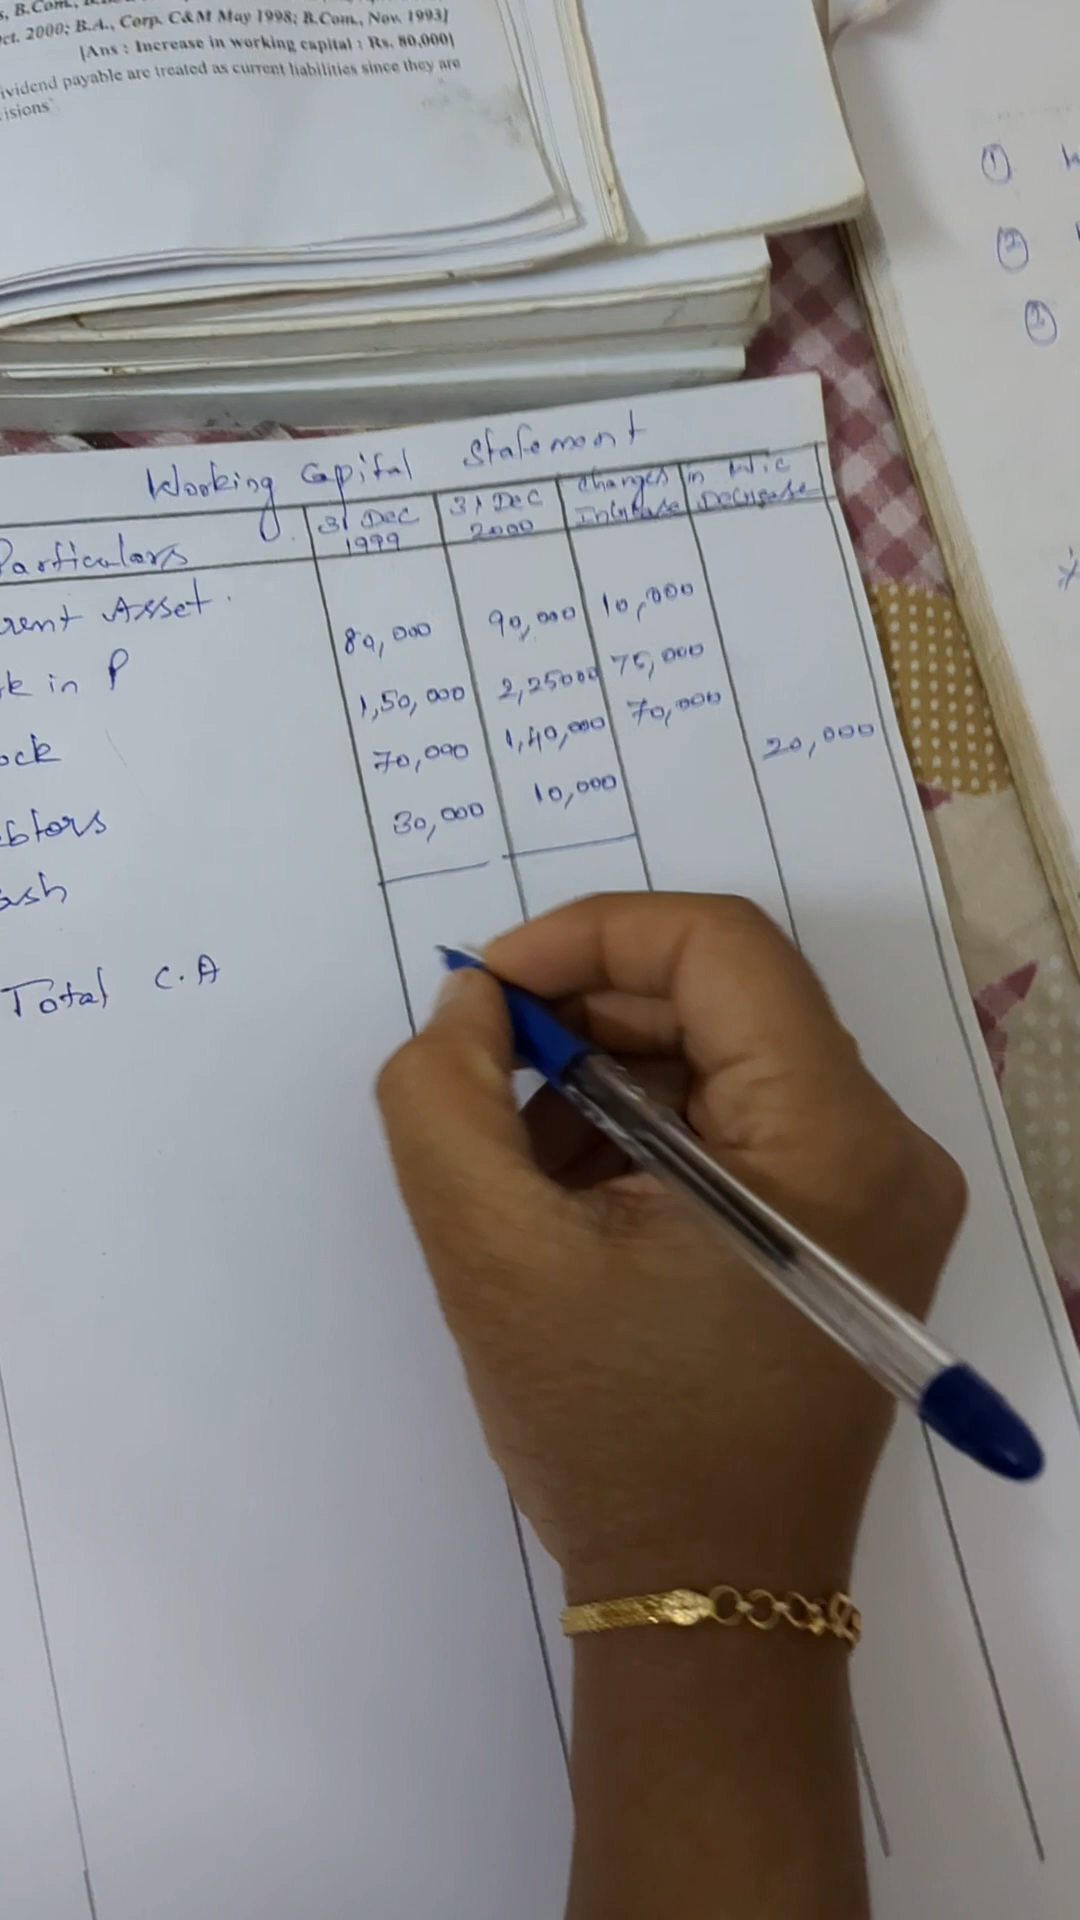 B.Com.,
ct. 2000; B.A., Corp. C&M May 1998; B.Com., Nov. 1993]
[Ans : Increase in working capital : Rs. 80,000]
ividend payable are treated as current liabilities since they are
isions
①
②
Working Capital Statement
Particulars 31 Dec 1999 31 Dec 2000 Changes in W.C Increase Decrease
rent Asset
k in P 80,000 90,000 10,000
ock 1,50,000 2,25000 75,000
btors 70,000 1,40,000 70,000
ash 30,000 10,000 20,000
Total C.A